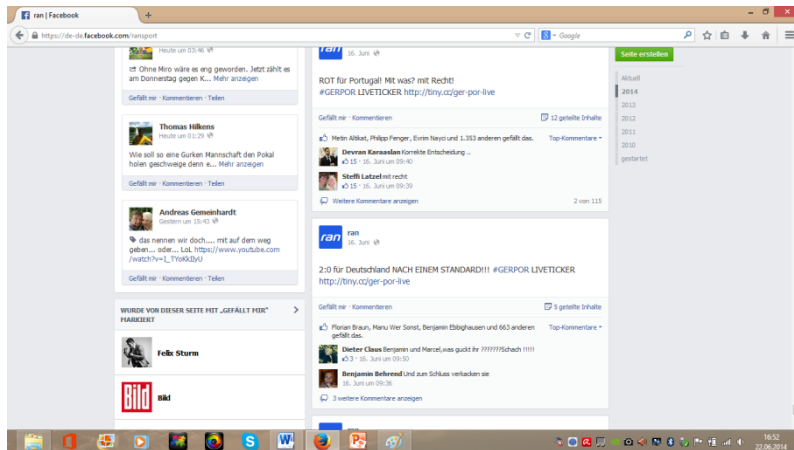 ran | Facebook
https://de-de.facebook.com/ransport
Google
Heute um 03:46
Ohne Miro wäre es eng geworden. Jetzt zählt es
am Donnerstag gegen K... Mehr anzeigen
Gefällt mir · Kommentieren · Teilen
Thomas Hilkens
Heute um 01:29
Wie soll so eine Gurken Mannschaft den Pokal
holen geschweige denn e... Mehr anzeigen
Gefällt mir · Kommentieren · Teilen
Andreas Gemeinhardt
Gestern um 15:43
das nennen wir doch.... mit auf dem weg
geben... oder... LoL https://www.youtube.com
Gefällt mir · Kommentieren · Teilen
WURDE VON DIESER SEITE MIT „GEFÄLLT MIR"
MARKIERT
Felix Sturm
Bild
Bild
ran
16. Juni
ROT für Portugal! Mit was? mit Recht!
#GERPOR LIVETICKER http://tiny.cc/ger-por-live
Gefällt mir · Kommentieren
12 geteilte Inhalte
Metin Altikat, Philipp Fenger, Evrim Nayci und 1.353 anderen gefällt das.
Top-Kommentare
Devran Karaaslan Korrekte Entscheidung ..
15 · 16. Juni um 09:40
Steffi Latzel mit recht
15 · 16. Juni um 09:39
Weitere Kommentare anzeigen
2 von 115
ran
ran
16. Juni
2:0 für Deutschland NACH EINEM STANDARD!!! #GERPOR LIVETICKER
http://tiny.cc/ger-por-live
Gefällt mir · Kommentieren
5 geteilte Inhalte
Florian Braun, Manu Wer Sonst, Benjamin Ebbighausen und 663 anderen
gefällt das.
Top-Kommentare
Dieter Claus Benjamin und Marcel,was guckt ihr ???????Schach !!!!!
3 · 16. Juni um 09:50
Benjamin Behrend Und zum Schluss verkacken sie
16. Juni um 09:36
3 weitere Kommentare anzeigen
Seite erstellen
Aktuell
2014
2013
2012
2011
2010
gestartet
16:52
22.06.2014